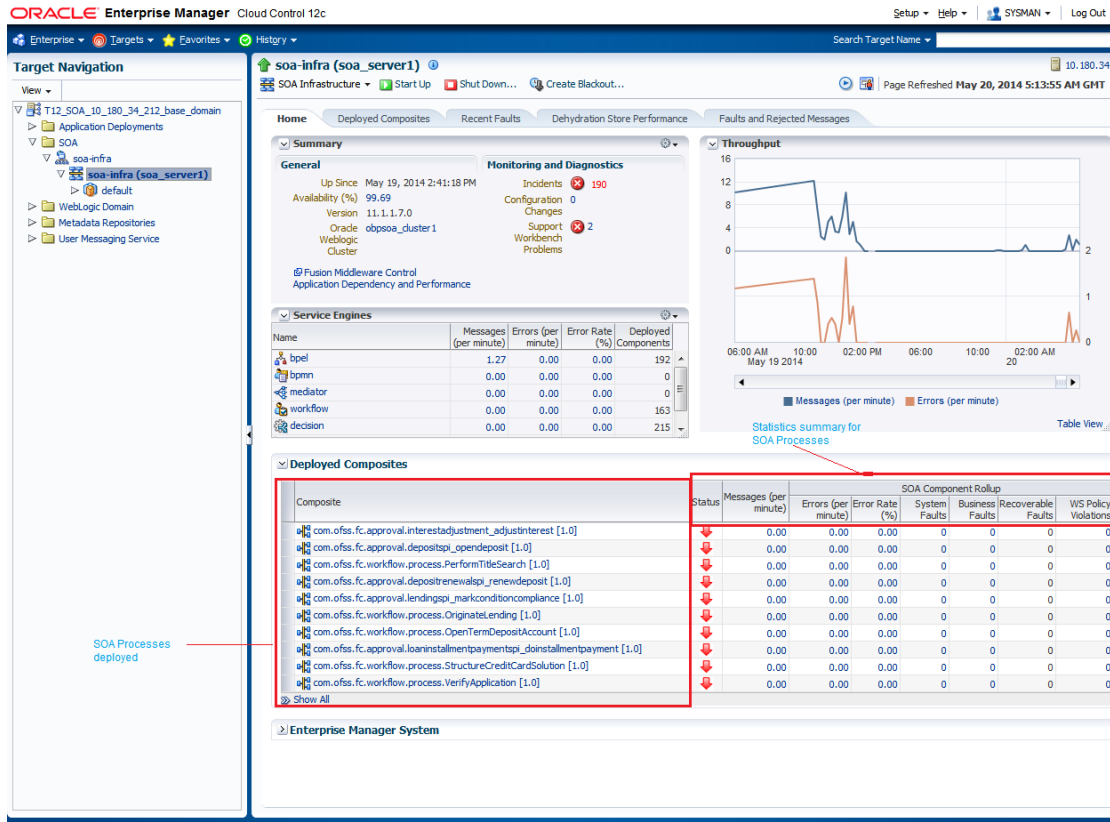 ORACLE Enterprise Manager Cloud Control 12c
Setup Help SYSMAN Log Out
Enterprise Targets Favorites History Search Target Name
Target Navigation
View
T12_SOA_10_180_34_212_base_domain
Application Deployments
SOA
soa-infra
soa-infra (soa_server1)
default
WebLogic Domain
Metadata Repositories
User Messaging Service
soa-infra (soa_server1)
10.180.34
SOA Infrastructure Start Up Shut Down... Create Blackout...
Page Refreshed May 20, 2014 5:13:55 AM GMT
Home Deployed Composites Recent Faults Dehydration Store Performance Faults and Rejected Messages
Summary
General
Up Since May 19, 2014 2:41:18 PM
Availability (%) 99.69
Version 11.1.1.7.0
Oracle Weblogic Cluster obpsoa_cluster1
Fusion Middleware Control
Application Dependency and Performance
Monitoring and Diagnostics
Incidents 190
Configuration Changes 0
Support Workbench Problems 2
Throughput
16
12
8
4
0
2
1
0
06:00 AM 10:00 02:00 PM 06:00 10:00 02:00 AM
May 19 2014 20
Messages (per minute) Errors (per minute)
Table View
Service Engines
Name Messages (per minute) Errors (per minute) Error Rate (%) Deployed Components
bpel 1.27 0.00 0.00 192
bpmn 0.00 0.00 0.00 0
mediator 0.00 0.00 0.00 0
workflow 0.00 0.00 0.00 163
decision 0.00 0.00 0.00 215
Statistics summary for
SOA Processes
Deployed Composites
SOA Component Rollup
Composite Status Messages (per minute) Errors (per minute) Error Rate (%) System Faults Business Faults Recoverable Faults WS Policy Violations
com.ofss.fc.approval.interestadjustment_adjustinterest [1.0] 0.00 0.00 0.00 0 0 0 0
com.ofss.fc.approval.depositspi_opendeposit [1.0] 0.00 0.00 0.00 0 0 0 0
com.ofss.fc.workflow.process.PerformTitleSearch [1.0] 0.00 0.00 0.00 0 0 0 0
com.ofss.fc.approval.depositrenewalspi_renewdeposit [1.0] 0.00 0.00 0.00 0 0 0 0
com.ofss.fc.approval.lendingspi_markconditioncompliance [1.0] 0.00 0.00 0.00 0 0 0 0
com.ofss.fc.workflow.process.OriginateLending [1.0] 0.00 0.00 0.00 0 0 0 0
com.ofss.fc.workflow.process.OpenTermDepositAccount [1.0] 0.00 0.00 0.00 0 0 0 0
com.ofss.fc.approval.loaninstallmentpaymentspi_doinstallmentpayment [1.0] 0.00 0.00 0.00 0 0 0 0
com.ofss.fc.workflow.process.StructureCreditCardSolution [1.0] 0.00 0.00 0.00 0 0 0 0
com.ofss.fc.workflow.process.VerifyApplication [1.0] 0.00 0.00 0.00 0 0 0 0
Show All
SOA Processes
deployed
Enterprise Manager System